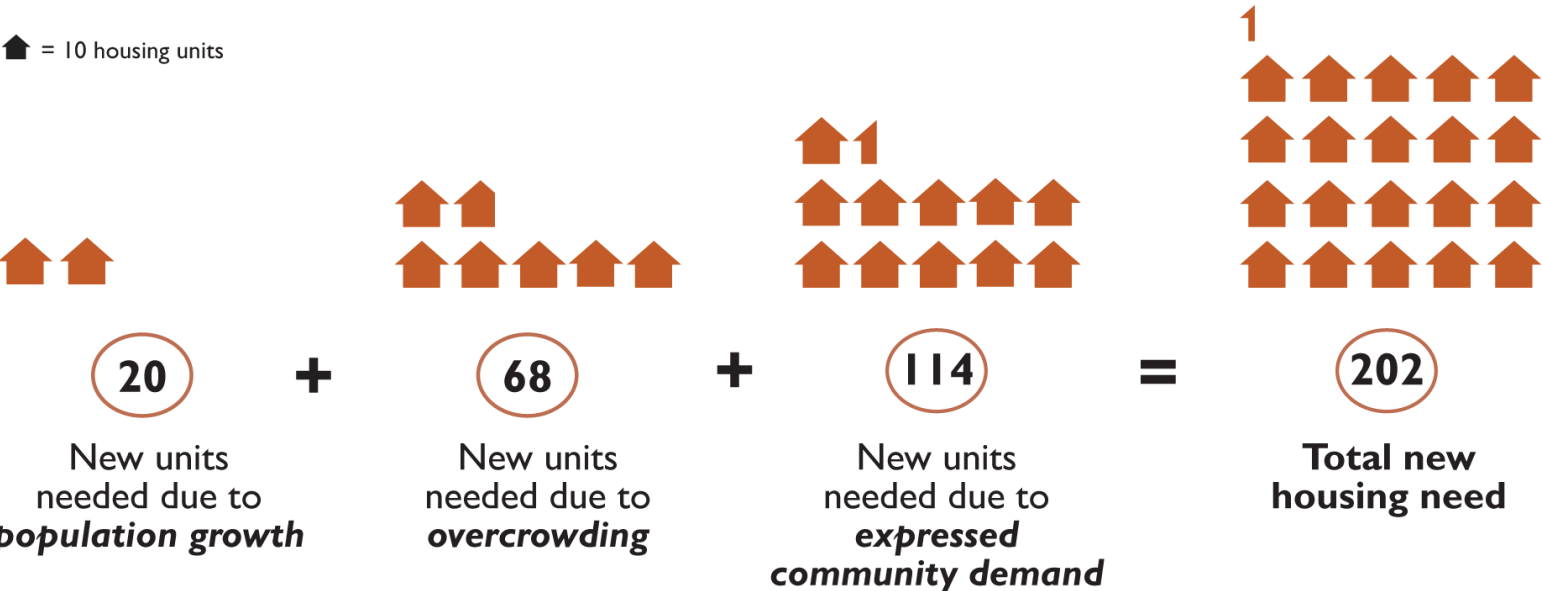 = 10 housing units
20 + 68 + 114 = 202
New units
needed due to
population growth
New units
needed due to
overcrowding
New units
needed due to
expressed
community demand
Total new
housing need